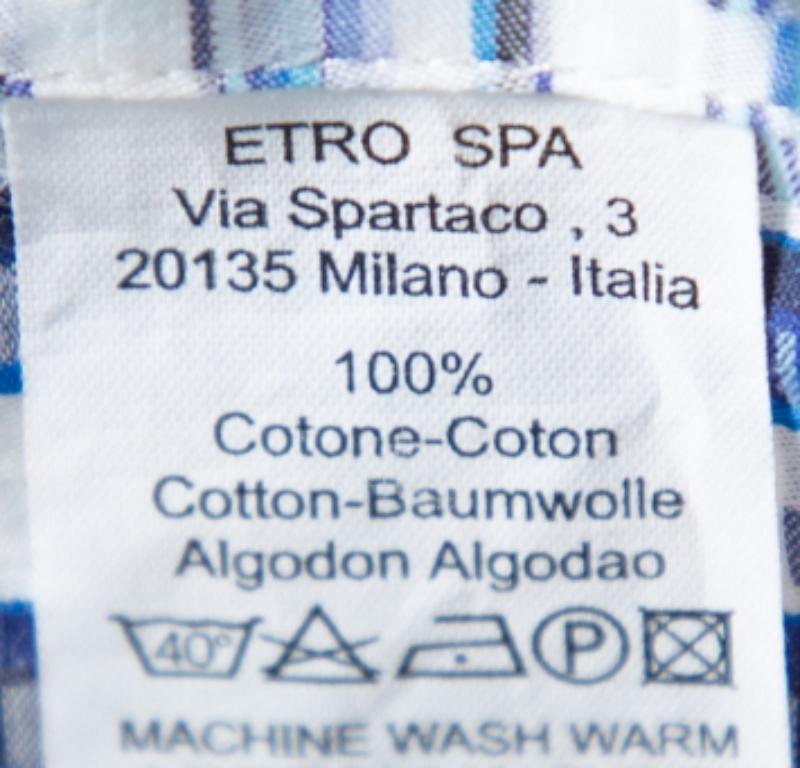 ETRO SPA
Via Spartaco , 3
20135 Milano - Italia
100%
Cotone-Coton
Cotton-Baumwolle
Algodon Algodao
40° P
MACHINE WASH WARM